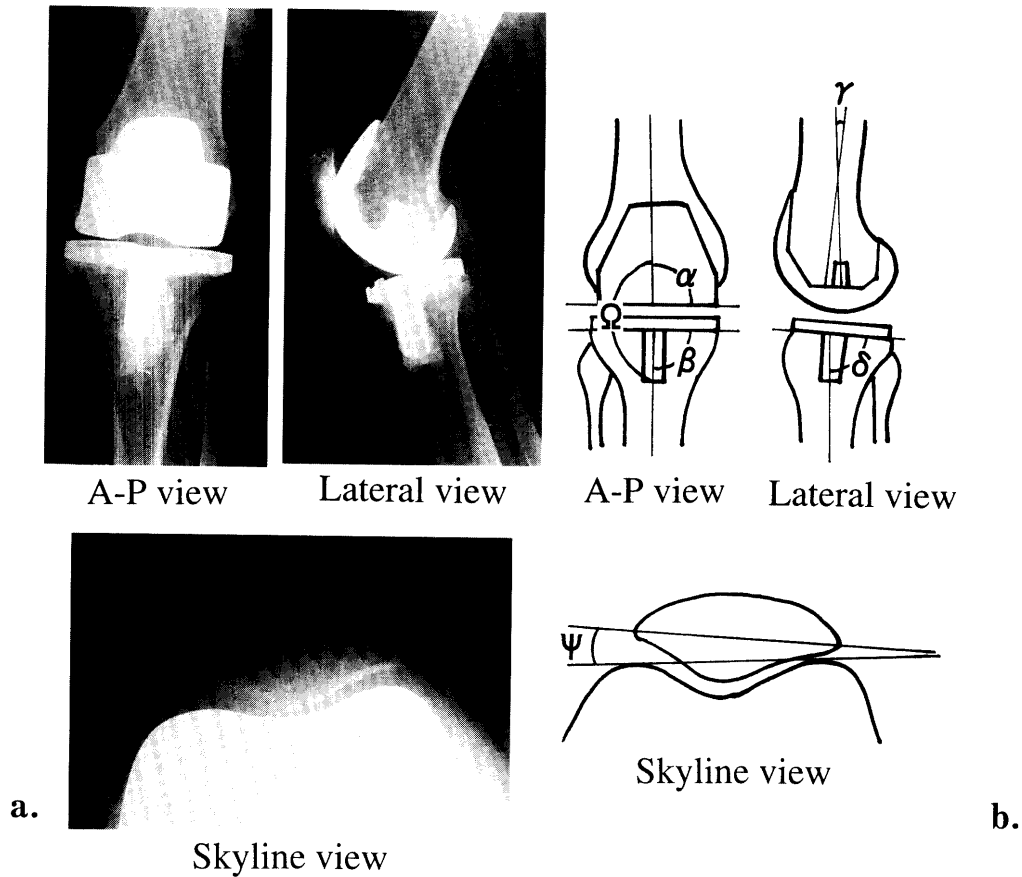 A-P view
Lateral view
γ
α
Ω
β
δ
A-P view
Lateral view
Skyline view
a.
ψ
Skyline view
b.